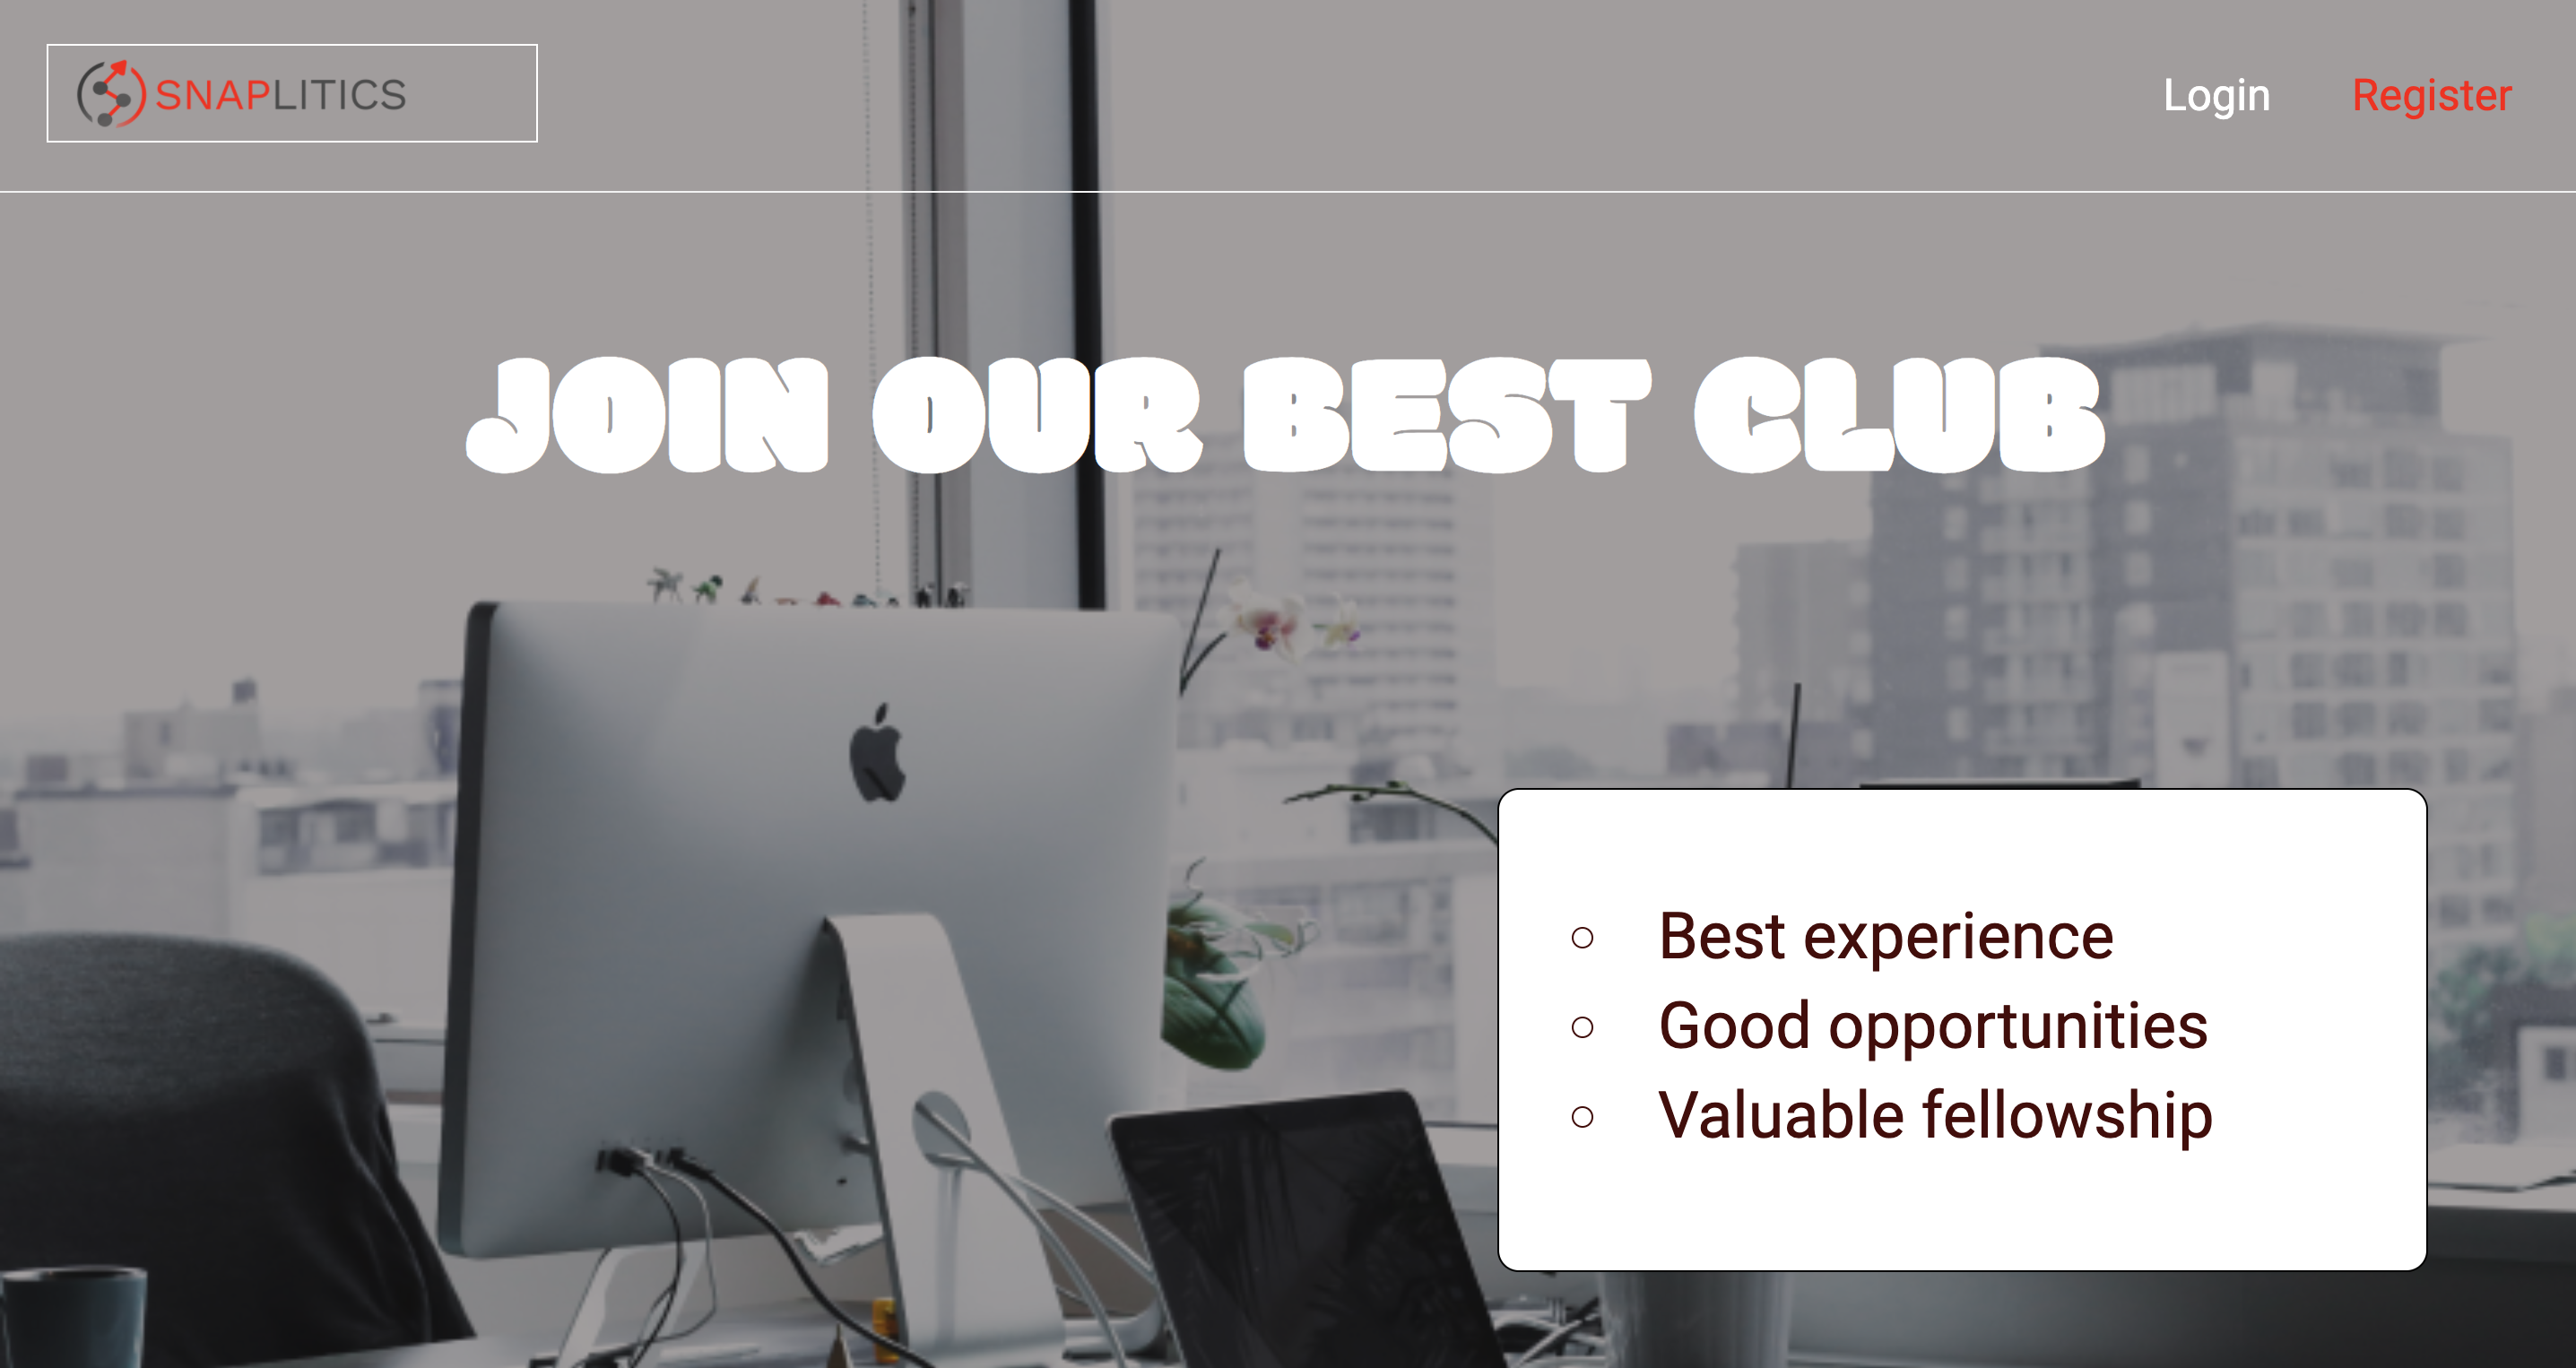 SNAPLITICS
Login
Register
JOIN OUR BEST CLUB
Best experience
Good opportunities
Valuable fellowship